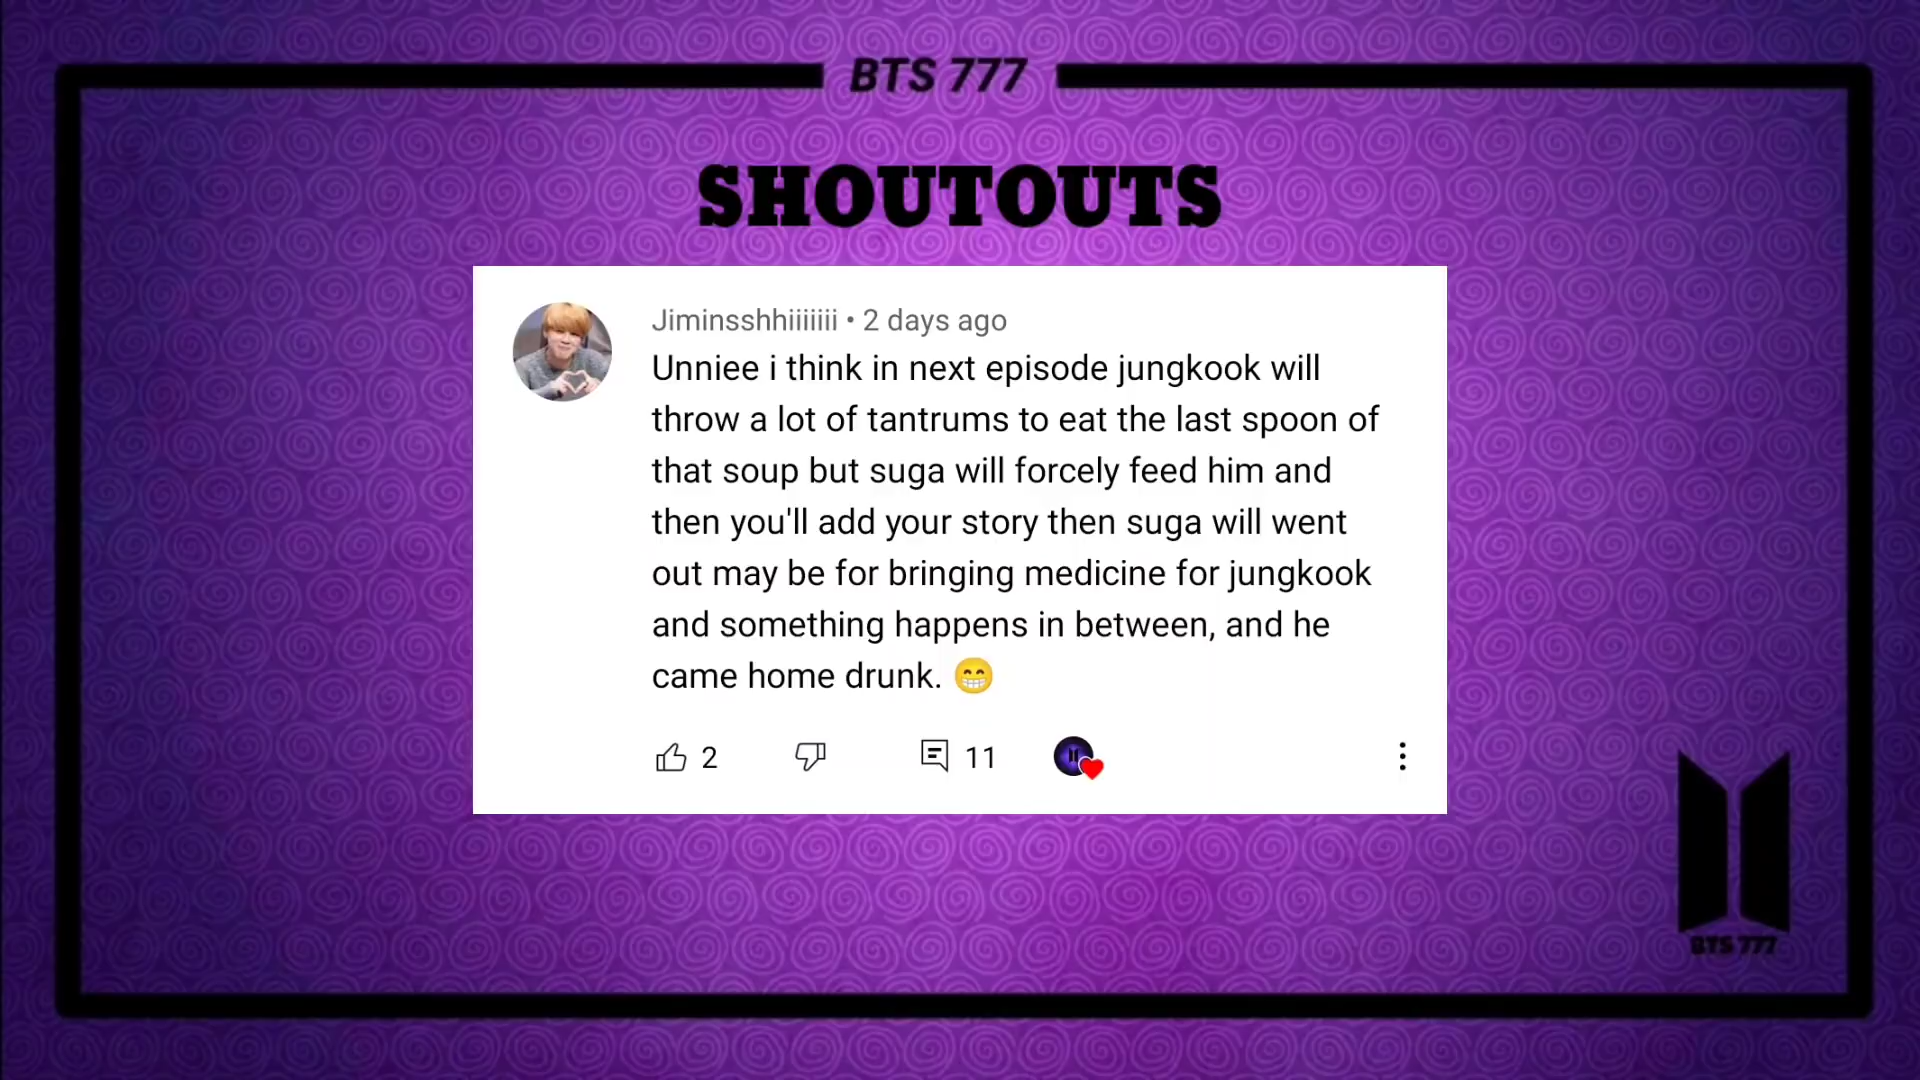 BTS 777
SHOUTOUTS
Jiminsshhiiiiiii • 2 days ago
Unniee i think in next episode jungkook will
throw a lot of tantrums to eat the last spoon of
that soup but suga will forcely feed him and
then you'll add your story then suga will went
out may be for bringing medicine for jungkook
and something happens in between, and he
came home drunk. 😁
2
11
BTS 777